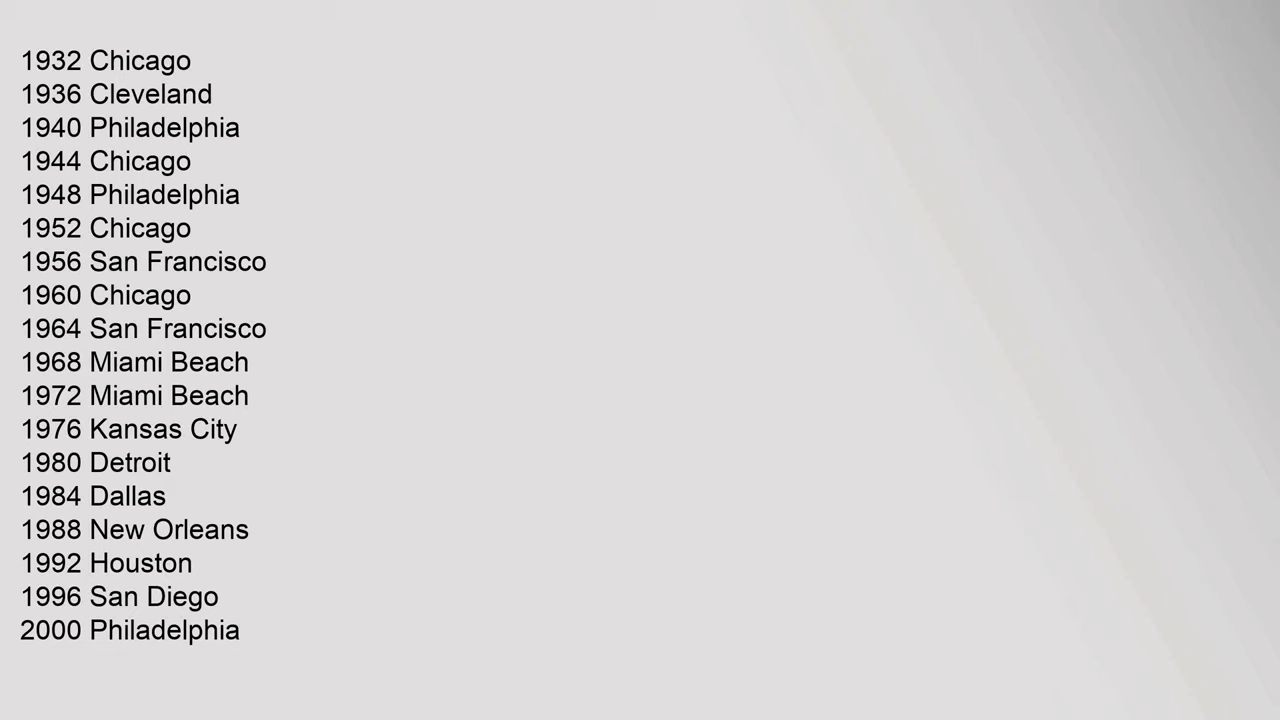 1932 Chicago
1936 Cleveland
1940 Philadelphia
1944 Chicago
1948 Philadelphia
1952 Chicago
1956 San Francisco
1960 Chicago
1964 San Francisco
1968 Miami Beach
1972 Miami Beach
1976 Kansas City
1980 Detroit
1984 Dallas
1988 New Orleans
1992 Houston
1996 San Diego
2000 Philadelphia